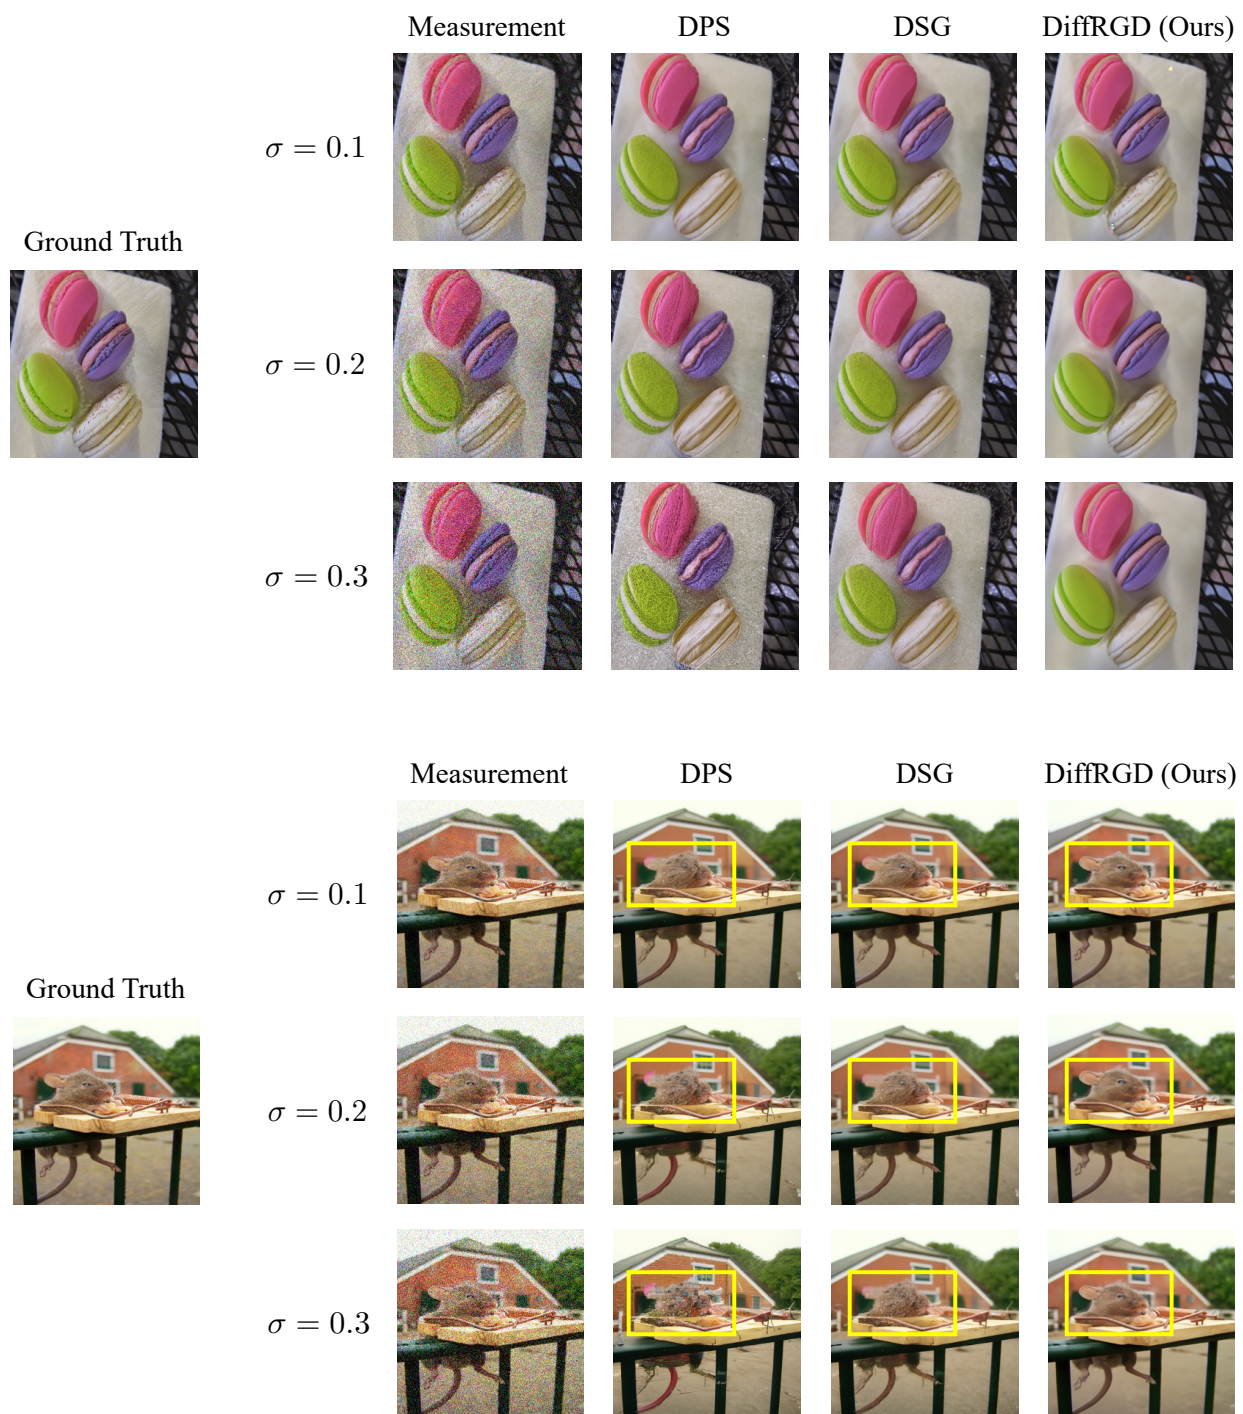 Measurement DPS DSG DiffRGD (Ours)
σ = 0.1
Ground Truth
σ = 0.2
σ = 0.3
Measurement DPS DSG DiffRGD (Ours)
σ = 0.1
Ground Truth
σ = 0.2
σ = 0.3